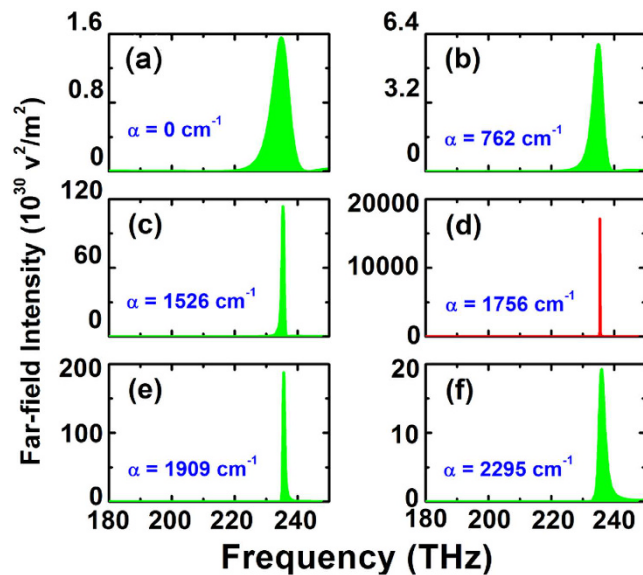 Far-field Intensity (10³⁰ v²/m²)
1.6
0.8
0
(a)
α = 0 cm⁻¹
6.4
3.2
0
(b)
α = 762 cm⁻¹
120
60
0
(c)
α = 1526 cm⁻¹
20000
10000
0
(d)
α = 1756 cm⁻¹
200
100
0
(e)
α = 1909 cm⁻¹
180 200 220 240
20
10
0
(f)
α = 2295 cm⁻¹
180 200 220 240
Frequency (THz)